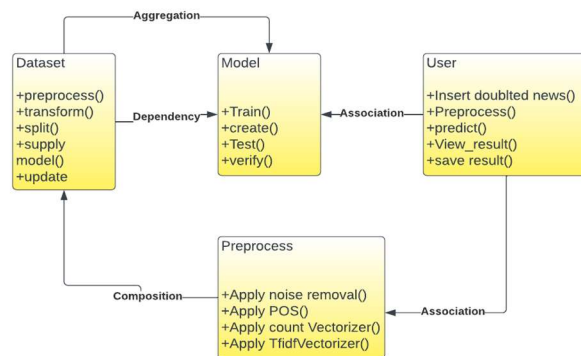 Aggregation
Dataset
+preprocess()
+transform()
+split()
+supply
model()
+update
Dependency
Model
+Train()
+create()
+Test()
+verify()
Association
User
+Insert doublted news()
+Preprocess()
+predict()
+View_result()
+save result()
Composition
Preprocess
+Apply noise removal()
+Apply POS()
+Apply count Vectorizer()
+Apply TfidfVectorizer()
Association